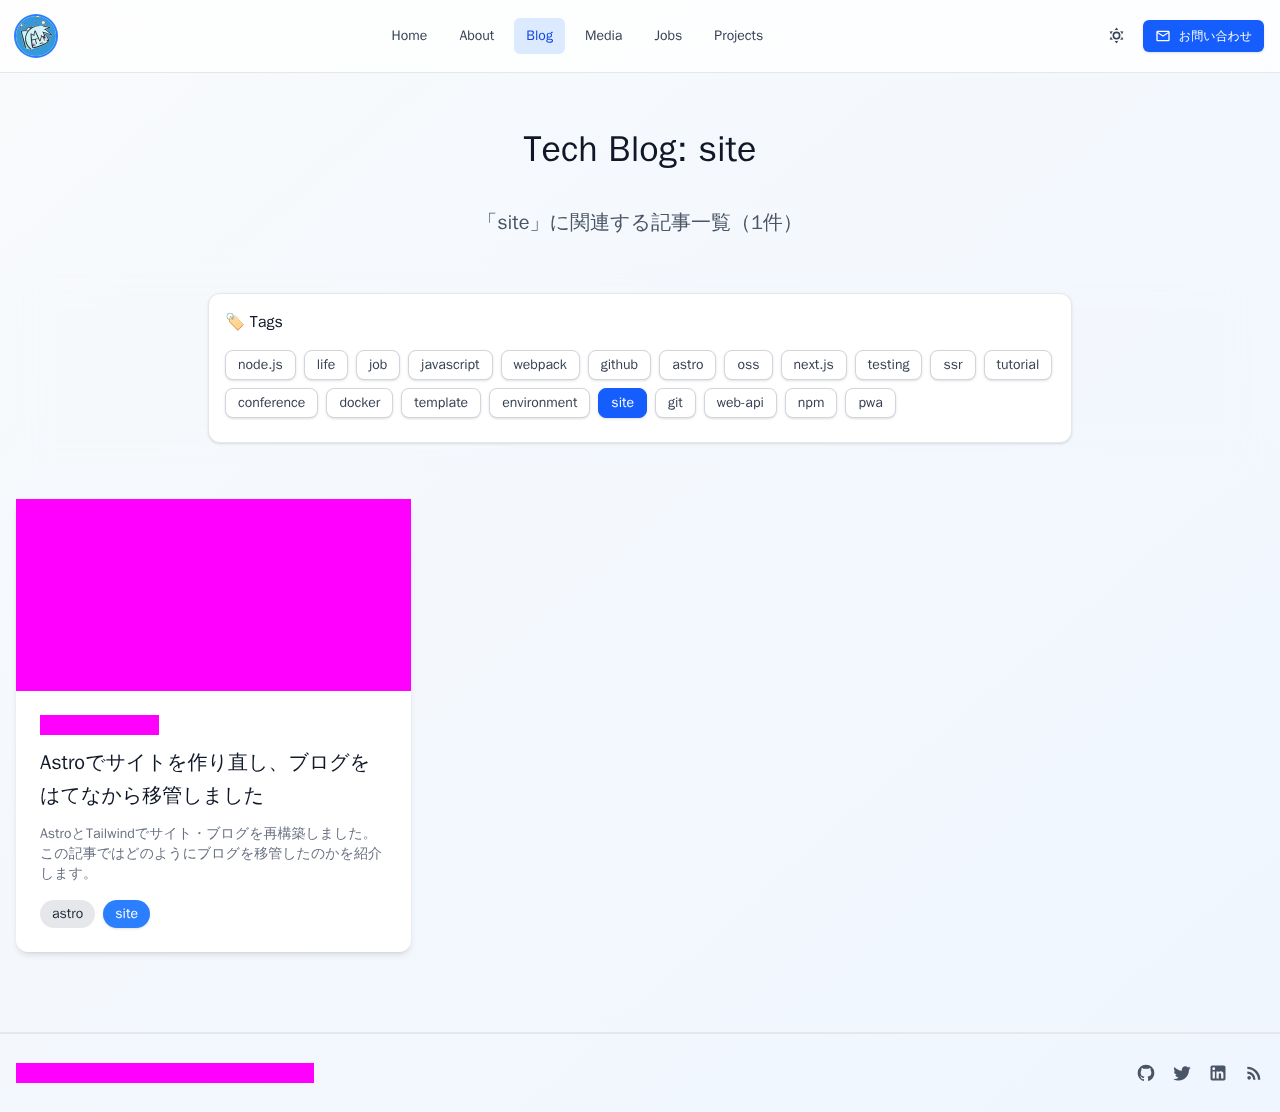 Home About Blog Media Jobs Projects お問い合わせ
Tech Blog: site
「site」に関連する記事一覧（1件）
🏷️ Tags
node.js life job javascript webpack github astro oss next.js testing ssr tutorial
conference docker template environment site git web-api npm pwa
Astroでサイトを作り直し、ブログを
はてなから移管しました
AstroとTailwindでサイト・ブログを再構築しました。
この記事ではどのようにブログを移管したのかを紹介
します。
astro site